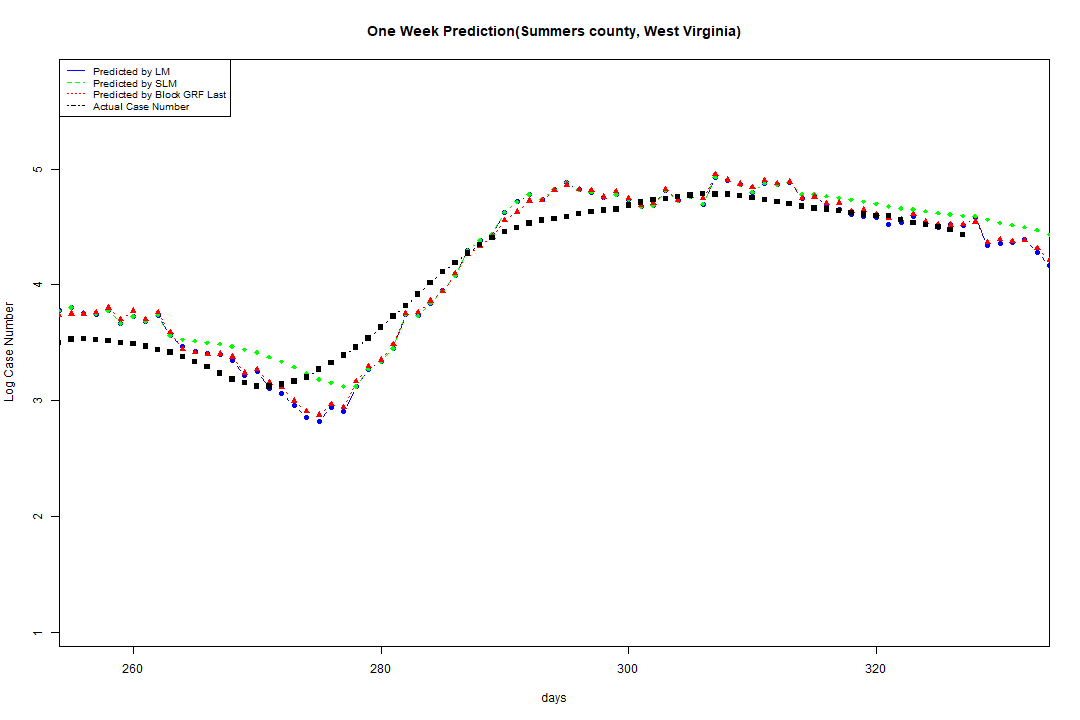 One Week Prediction(Summers county, West Virginia)
Predicted by LM
Predicted by SLM
Predicted by Block GRF Last
Actual Case Number
5
4
3
2
1
Log Case Number
260
280
300
320
days